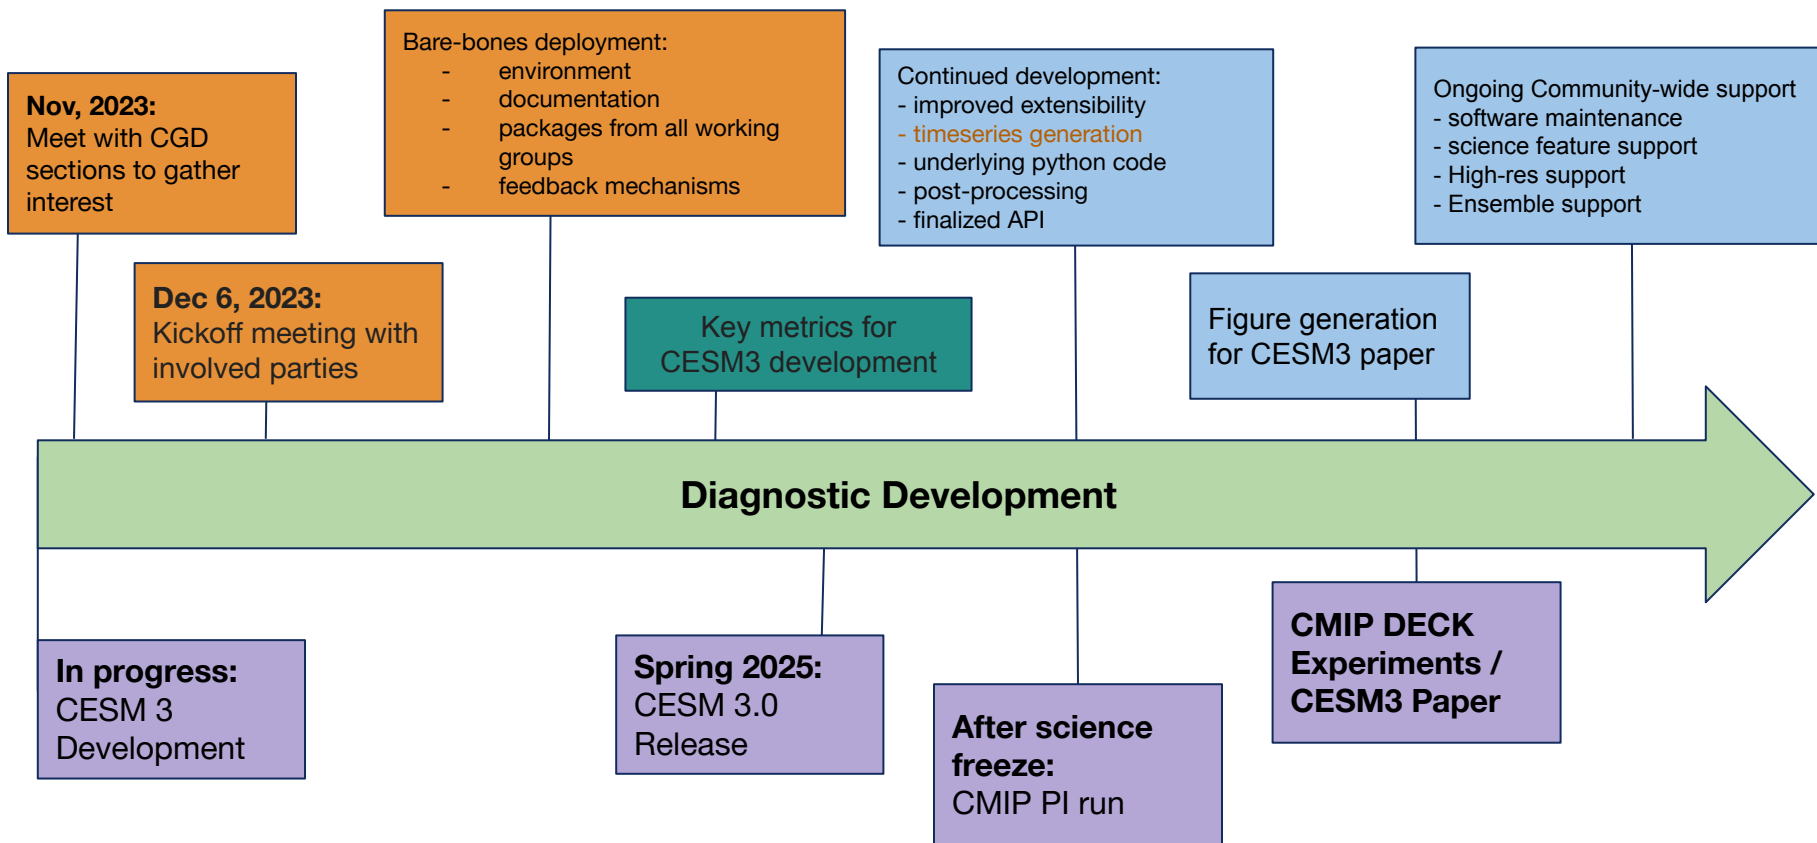 Nov, 2023:
Meet with CGD
sections to gather
interest
Dec 6, 2023:
Kickoff meeting with
involved parties
Bare-bones deployment:
- environment
- documentation
- packages from all working
groups
- feedback mechanisms
Key metrics for
CESM3 development
Continued development:
- improved extensibility
- timeseries generation
- underlying python code
- post-processing
- finalized API
Figure generation
for CESM3 paper
Ongoing Community-wide support
- software maintenance
- science feature support
- High-res support
- Ensemble support
Diagnostic Development
In progress:
CESM 3
Development
Spring 2025:
CESM 3.0
Release
After science
freeze:
CMIP PI run
CMIP DECK
Experiments /
CESM3 Paper